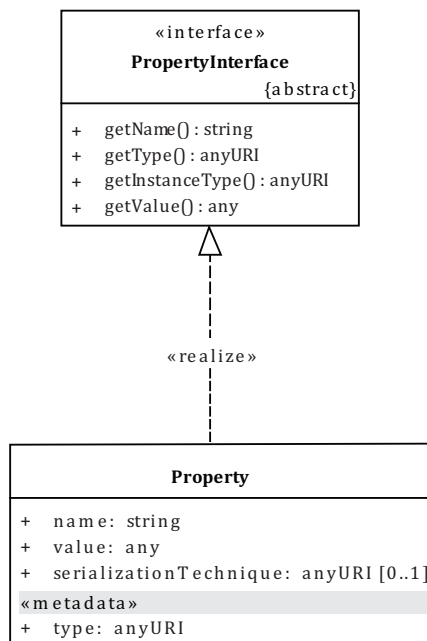 «interface»
PropertyInterface
{abstract}
+ getName() : string
+ getType() : anyURI
+ getInstanceType() : anyURI
+ getValue() : any
«realize»
Property
+ name: string
+ value: any
+ serializationTechnique: anyURI [0..1]
«metadata»
+ type: anyURI